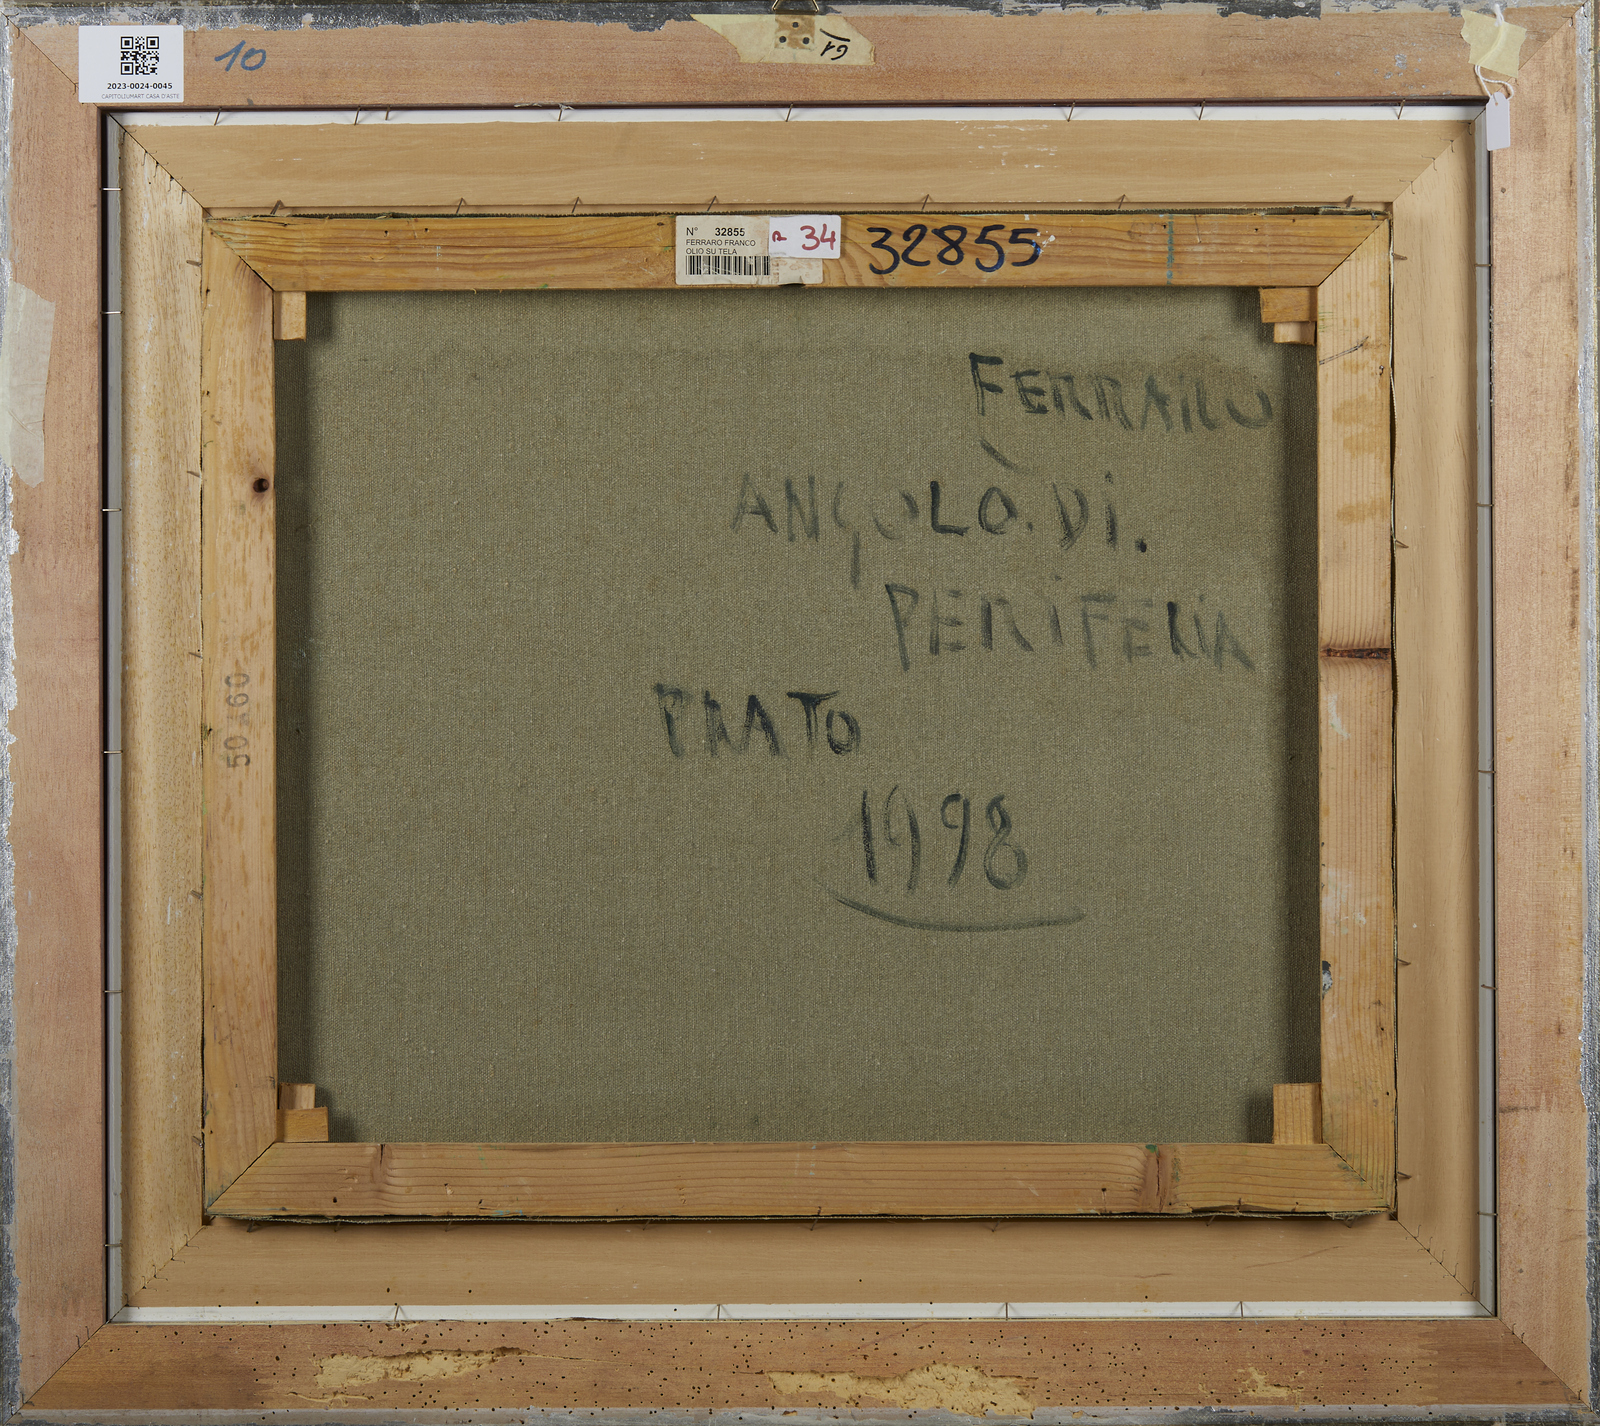 10
G1
2023-0024-0045
CAPITOLIUMART CASA D'ASTE
N° 32855
FERRARO FRANCO
OLIO SU TELA
34
32855
FERRARO
ANGOLO. DI.
PERIFERIA
PRATO
1998
50x60